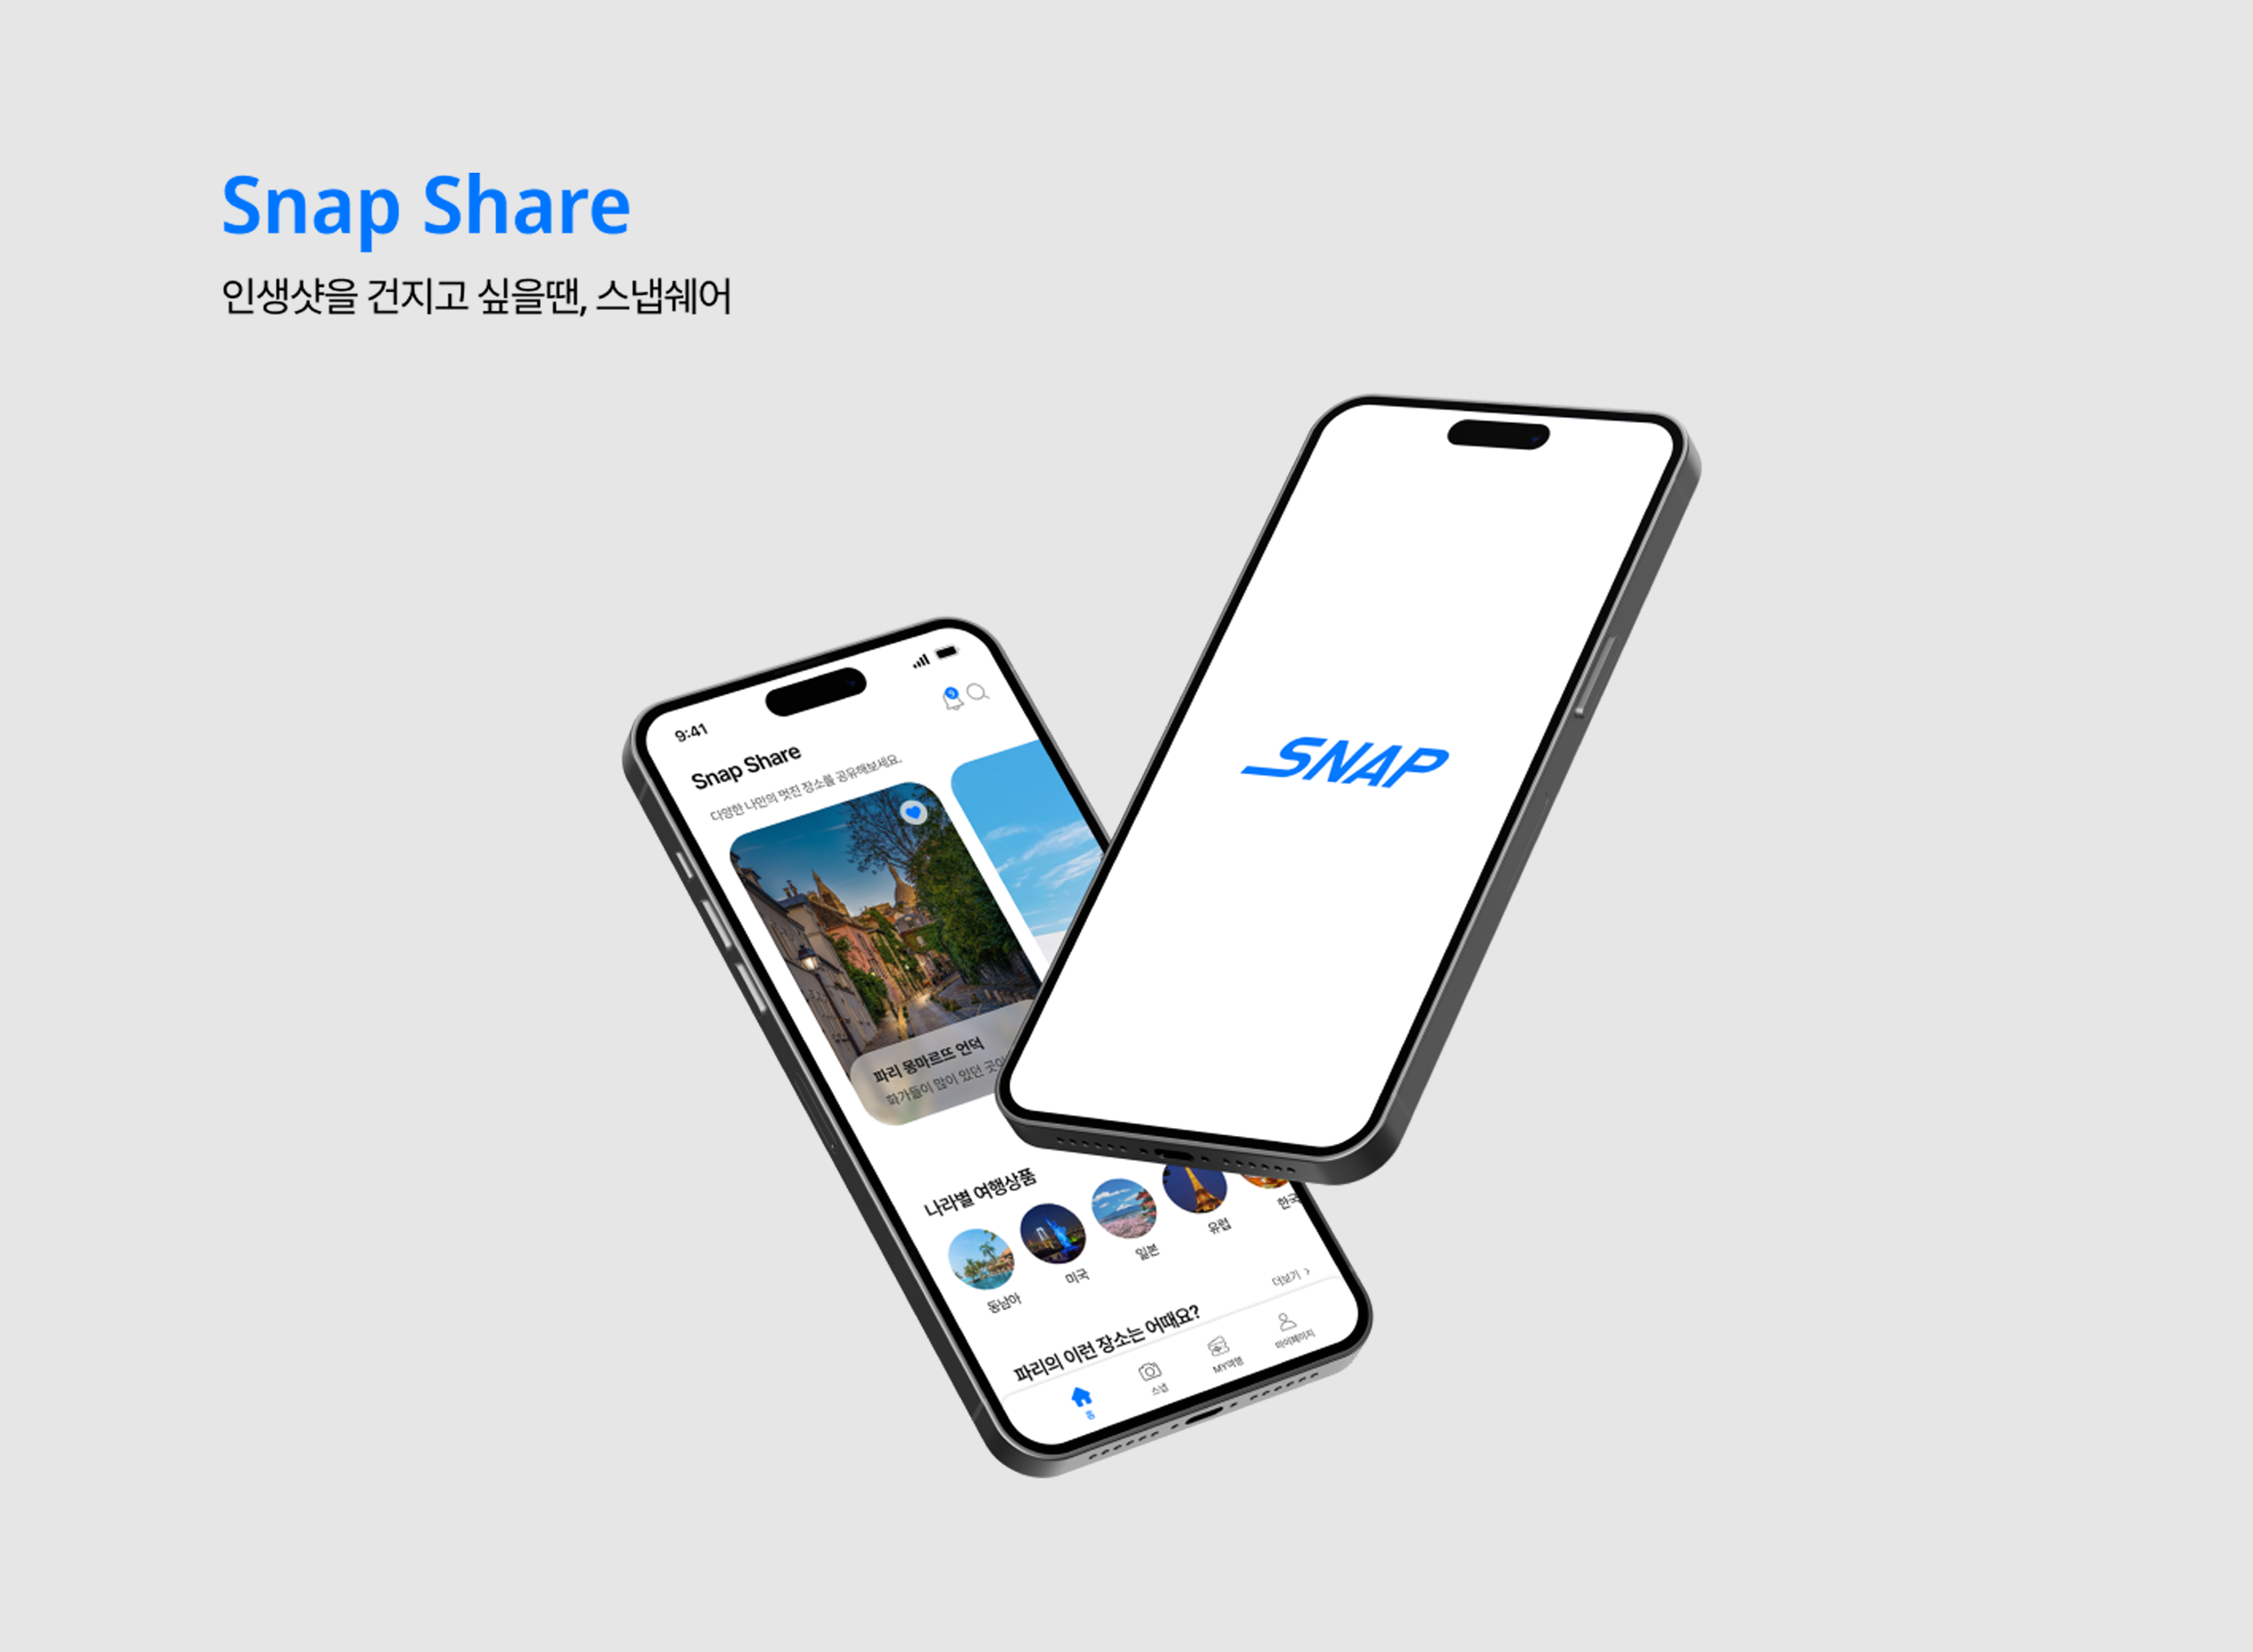 Snap Share
인생샷을 건지고 싶을땐, 스냅쉐어
SNAP
9:41
Snap Share
다양한 나만의 멋진 장소를 공유해보세요.
파리 몽마르뜨 언덕
화가들이 많이 있던 곳이
나라별 여행상품
동남아
미국
일본
유럽
한국
더보기 >
파리의 이런 장소는 어때요?
홈
스냅
MY여행
마이페이지